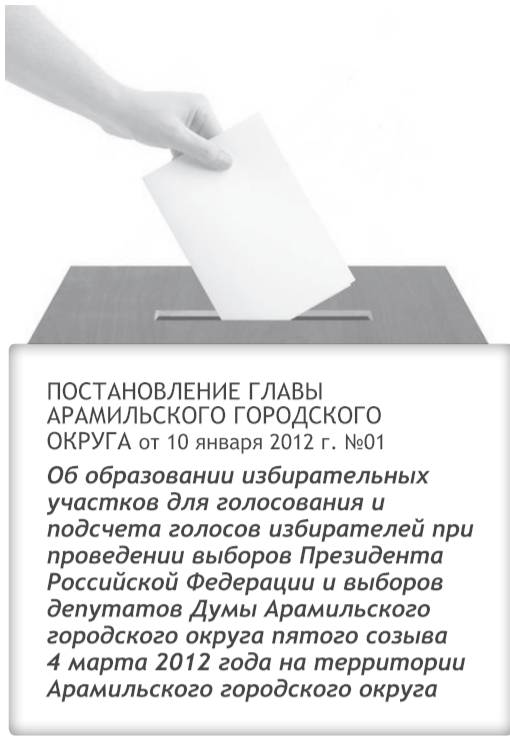 ПОСТАНОВЛЕНИЕ ГЛАВЫ
АРАМИЛЬСКОГО ГОРОДСКОГО
ОКРУГА от 10 января 2012 г. №01
Об образовании избирательных
участков для голосования и
подсчета голосов избирателей при
проведении выборов Президента
Российской Федерации и выборов
депутатов Думы Арамильского
городского округа пятого созыва
4 марта 2012 года на территории
Арамильского городского округа